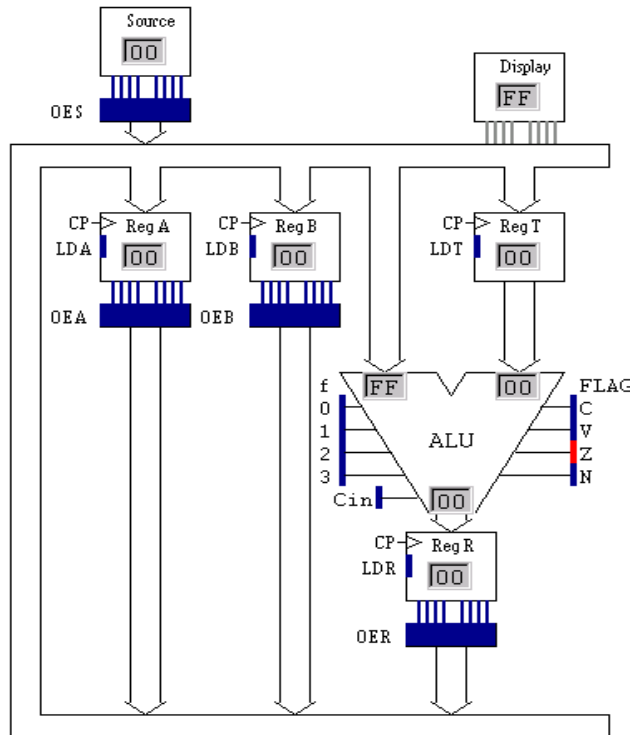 Source
00
OES
Display
FF
CP
Reg A
LDA
00
OEA
CP
Reg B
LDB
00
OEB
CP
Reg T
LDT
00
f
FF
00
FLAG
0
C
1
ALU
V
2
Z
3
N
Cin
00
CP
Reg R
LDR
00
OER